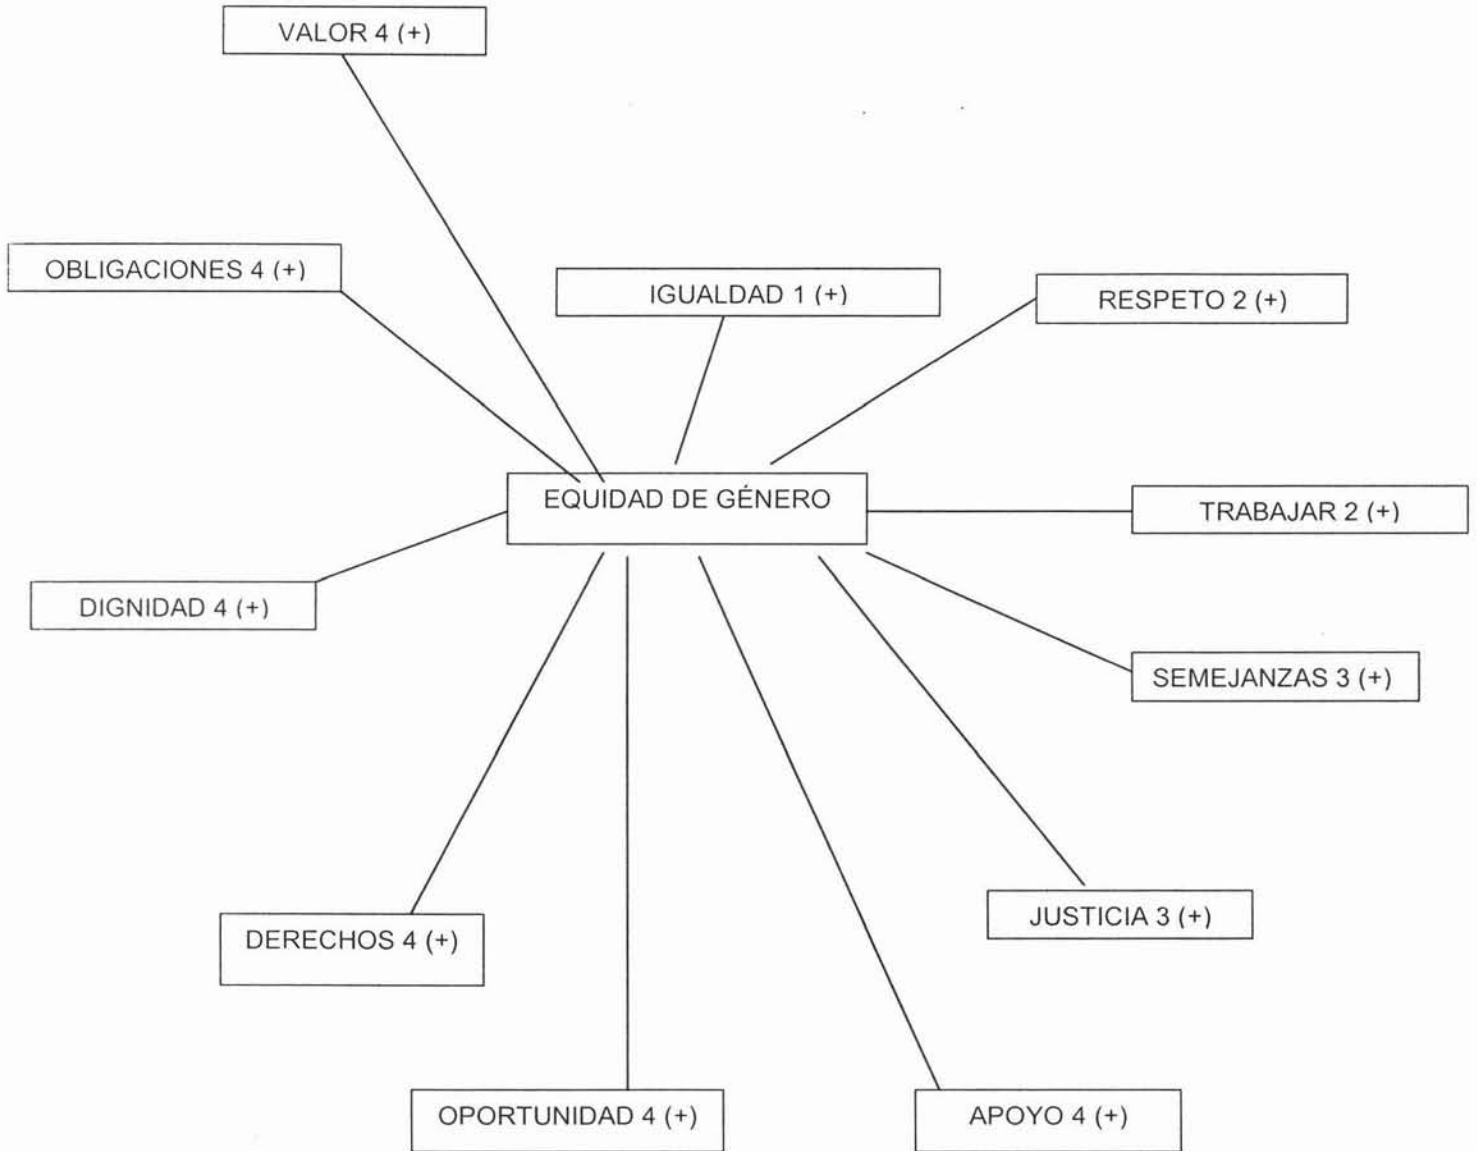 VALOR 4 (+)
OBLIGACIONES 4 (+)
IGUALDAD 1 (+)
RESPETO 2 (+)
EQUIDAD DE GÉNERO
TRABAJAR 2 (+)
DIGNIDAD 4 (+)
SEMEJANZAS 3 (+)
JUSTICIA 3 (+)
DERECHOS 4 (+)
OPORTUNIDAD 4 (+)
APOYO 4 (+)